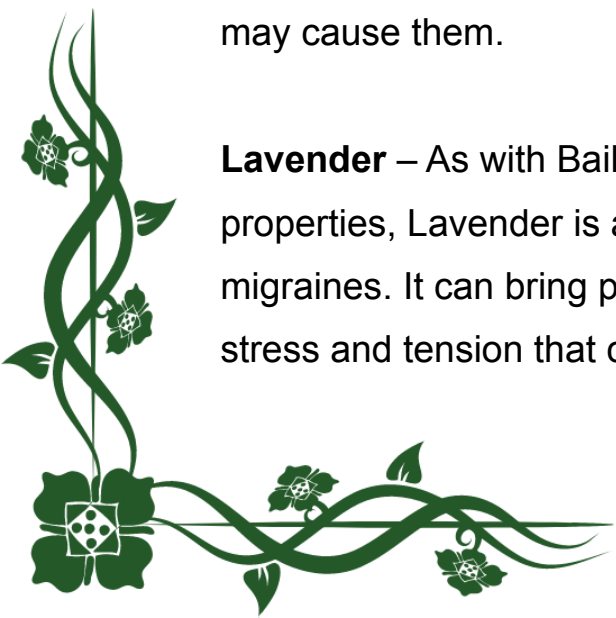 may cause them.
Lavender – As with Bail
properties, Lavender is a
migraines. It can bring p
stress and tension that o